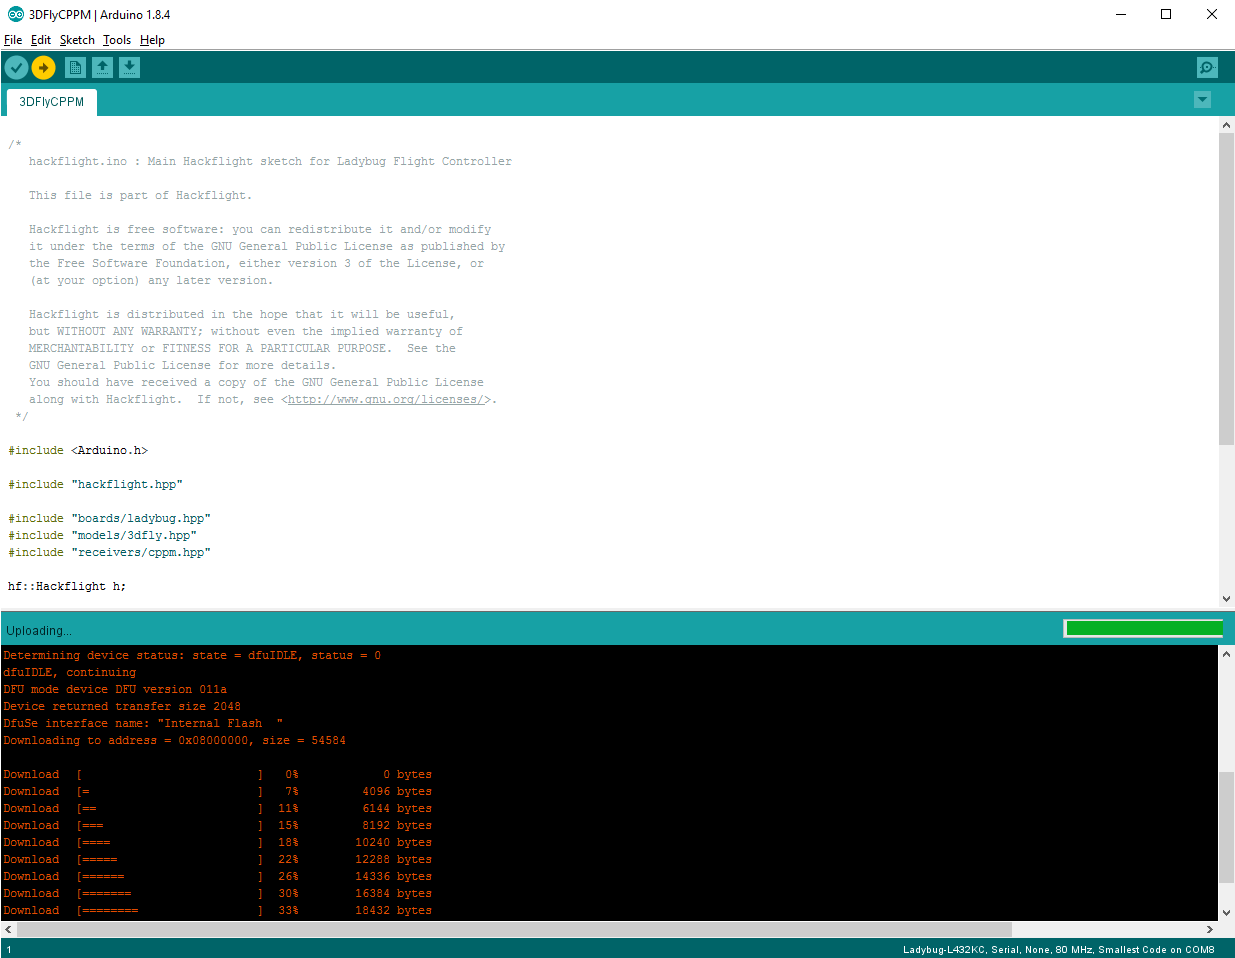 3DFlyCPPM | Arduino 1.8.4
File Edit Sketch Tools Help
3DFlyCPPM
/*
hackflight.ino : Main Hackflight sketch for Ladybug Flight Controller
This file is part of Hackflight.
Hackflight is free software: you can redistribute it and/or modify
it under the terms of the GNU General Public License as published by
the Free Software Foundation, either version 3 of the License, or
(at your option) any later version.
Hackflight is distributed in the hope that it will be useful,
but WITHOUT ANY WARRANTY; without even the implied warranty of
MERCHANTABILITY or FITNESS FOR A PARTICULAR PURPOSE.  See the
GNU General Public License for more details.
You should have received a copy of the GNU General Public License
along with Hackflight.  If not, see <http://www.gnu.org/licenses/>.
*/
#include <Arduino.h>
#include "hackflight.hpp"
#include "boards/ladybug.hpp"
#include "models/3dfly.hpp"
#include "receivers/cppm.hpp"
hf::Hackflight h;
Uploading...
Determining device status: state = dfuIDLE, status = 0
dfuIDLE, continuing
DFU mode device DFU version 011a
Device returned transfer size 2048
DfuSe interface name: "Internal Flash  "
Downloading to address = 0x08000000, size = 54584
Download  [                         ]   0%            0 bytes
Download  [=                        ]   7%         4096 bytes
Download  [==                       ]  11%         6144 bytes
Download  [===                      ]  15%         8192 bytes
Download  [====                     ]  18%        10240 bytes
Download  [=====                    ]  22%        12288 bytes
Download  [======                   ]  26%        14336 bytes
Download  [=======                  ]  30%        16384 bytes
Download  [========                 ]  33%        18432 bytes
1 Ladybug-L432KC, Serial, None, 80 MHz, Smallest Code on COM8